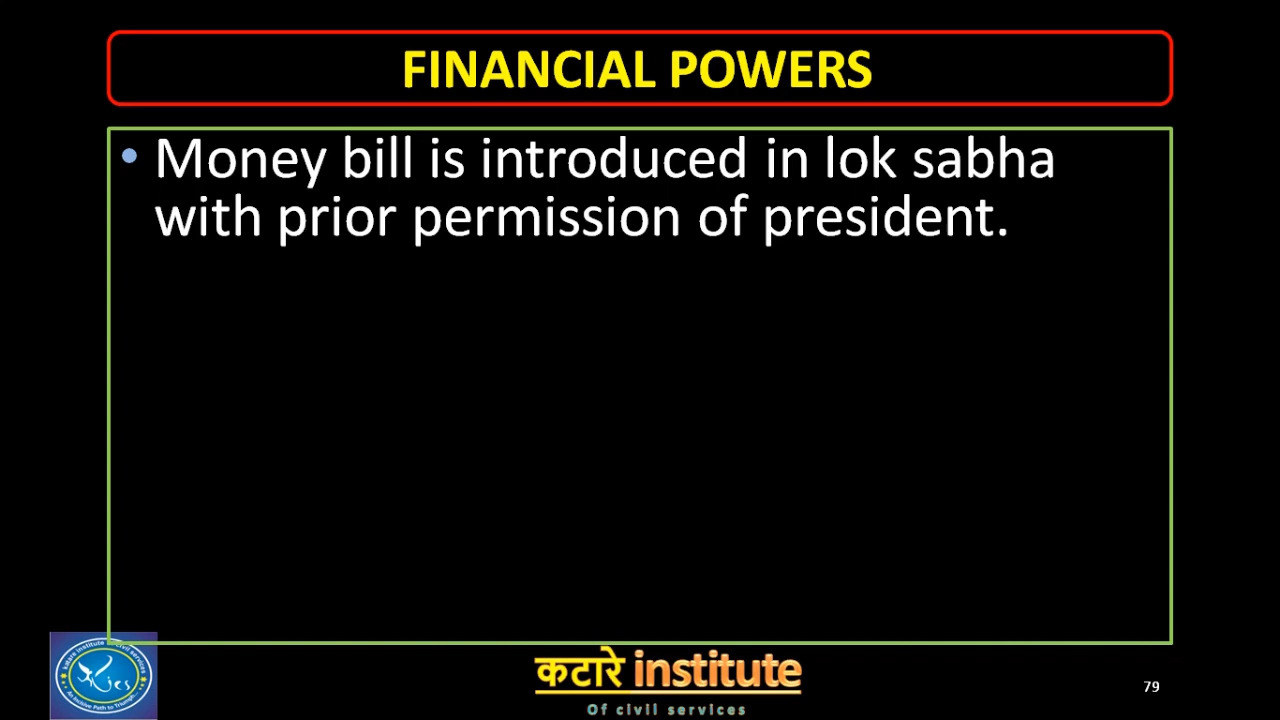 FINANCIAL POWERS
• Money bill is introduced in lok sabha
with prior permission of president.
कटारे institute
Of civil services
79